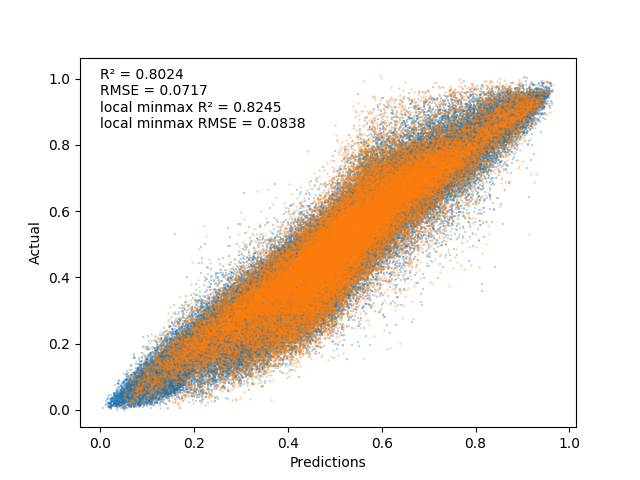 R² = 0.8024
RMSE = 0.0717
local minmax R² = 0.8245
local minmax RMSE = 0.0838
1.0
0.8
0.6
0.4
0.2
0.0
Actual
0.0 0.2 0.4 0.6 0.8 1.0
Predictions